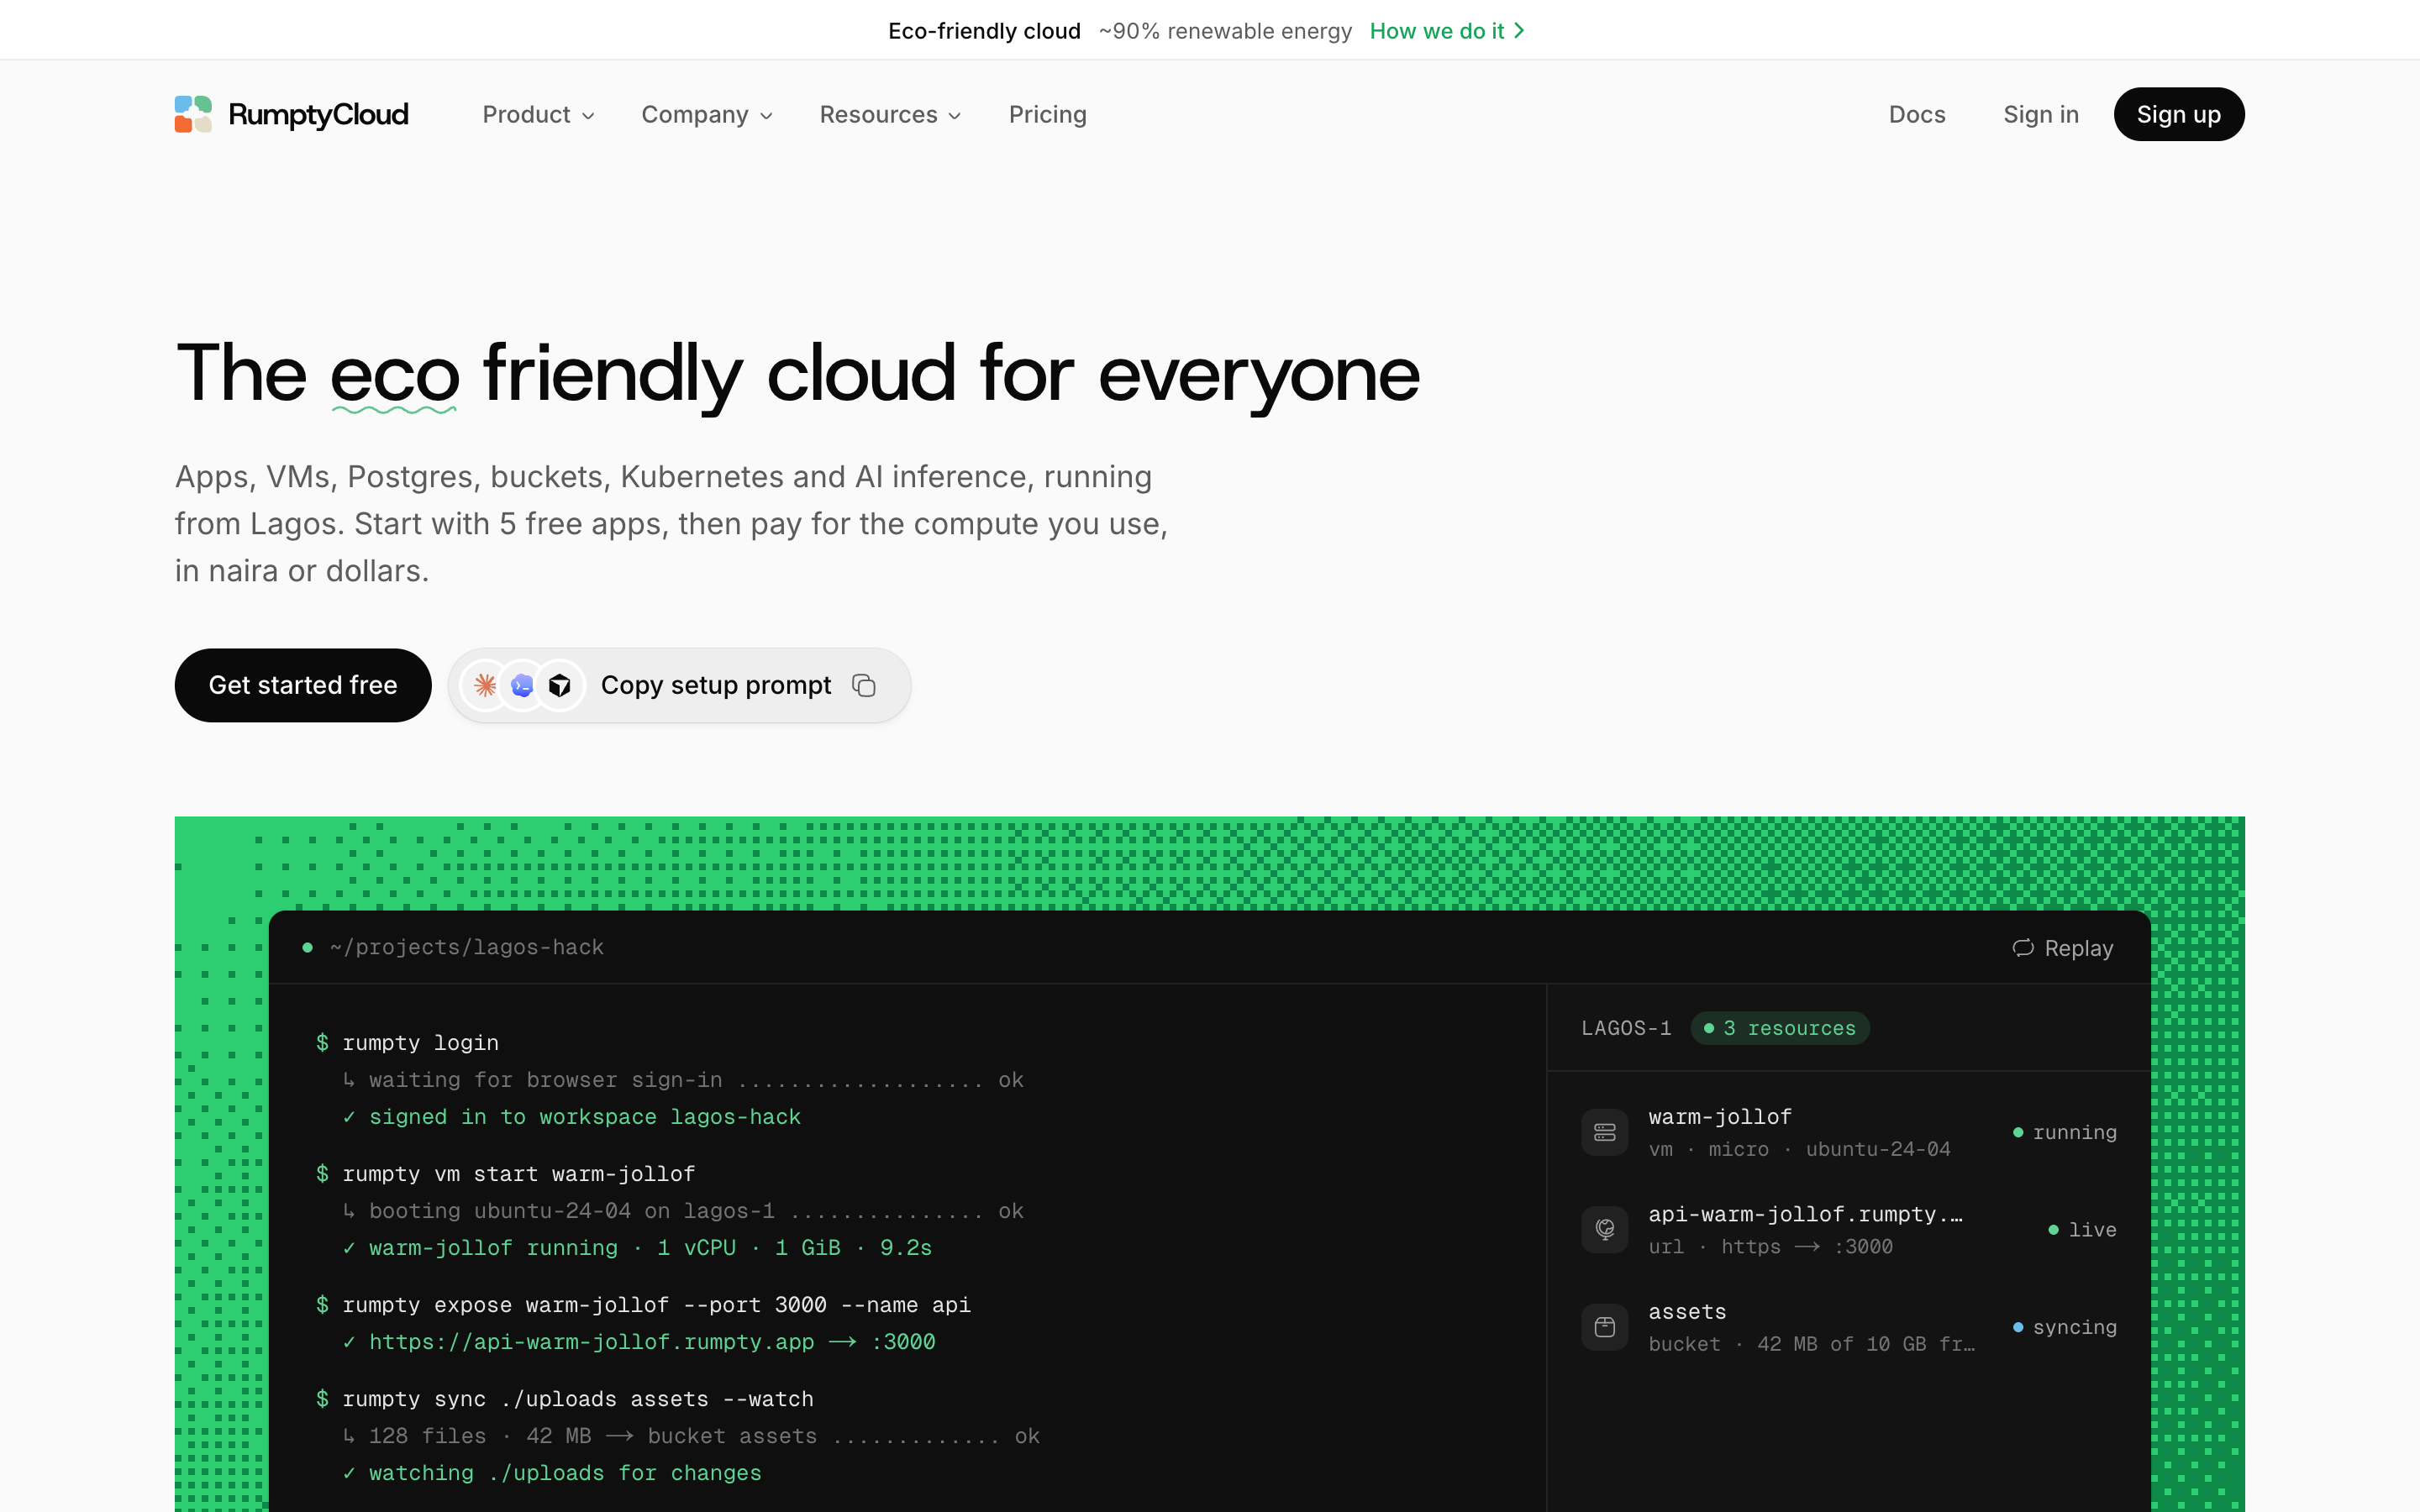 Eco-friendly cloud ~90% renewable energy How we do it
RumptyCloud Product Company Resources Pricing Docs Sign in Sign up
The eco friendly cloud for everyone
Apps, VMs, Postgres, buckets, Kubernetes and AI inference, running
from Lagos. Start with 5 free apps, then pay for the compute you use,
in naira or dollars.
Get started free Copy setup prompt
~/projects/lagos-hack Replay
$ rumpty login
↳ waiting for browser sign-in ................... ok
✓ signed in to workspace lagos-hack
$ rumpty vm start warm-jollof
↳ booting ubuntu-24-04 on lagos-1 ............... ok
✓ warm-jollof running · 1 vCPU · 1 GiB · 9.2s
$ rumpty expose warm-jollof --port 3000 --name api
✓ https://api-warm-jollof.rumpty.app ⟶ :3000
$ rumpty sync ./uploads assets --watch
↳ 128 files · 42 MB ⟶ bucket assets ............. ok
✓ watching ./uploads for changes
LAGOS-1 3 resources
warm-jollof
vm · micro · ubuntu-24-04
running
api-warm-jollof.rumpty.…
url · https ⟶ :3000
live
assets
bucket · 42 MB of 10 GB fr…
syncing